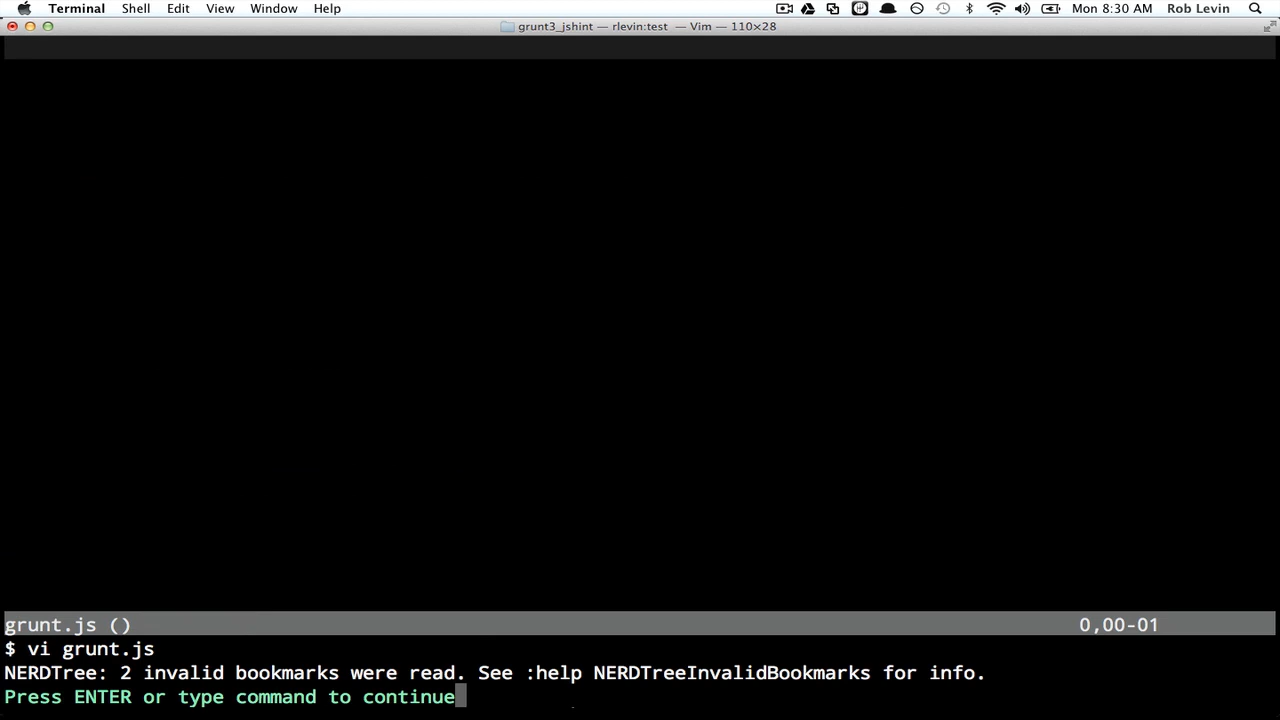 Terminal Shell Edit View Window Help Mon 8:30 AM Rob Levin
grunt3_jshint — rlevin:test — Vim — 110×28
grunt.js () 0,00-01
$ vi grunt.js
NERDTree: 2 invalid bookmarks were read. See :help NERDTreeInvalidBookmarks for info.
Press ENTER or type command to continue